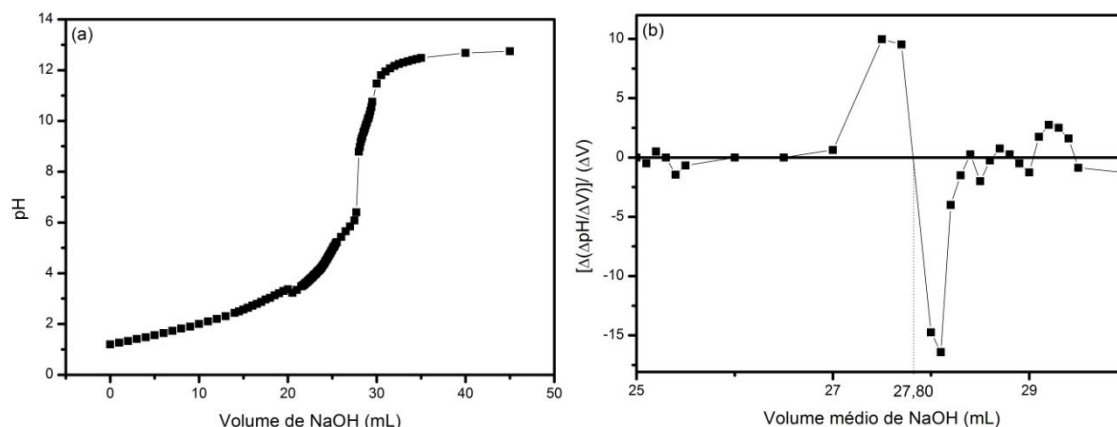 (a)
14
12
10
8
6
4
2
0
pH
0 10 20 30 40 50
Volume de NaOH (mL)
(b)
10
5
0
-5
-10
-15
[Δ(ΔpH/ΔV)]/ (ΔV)
25 27 27,80 29
Volume médio de NaOH (mL)